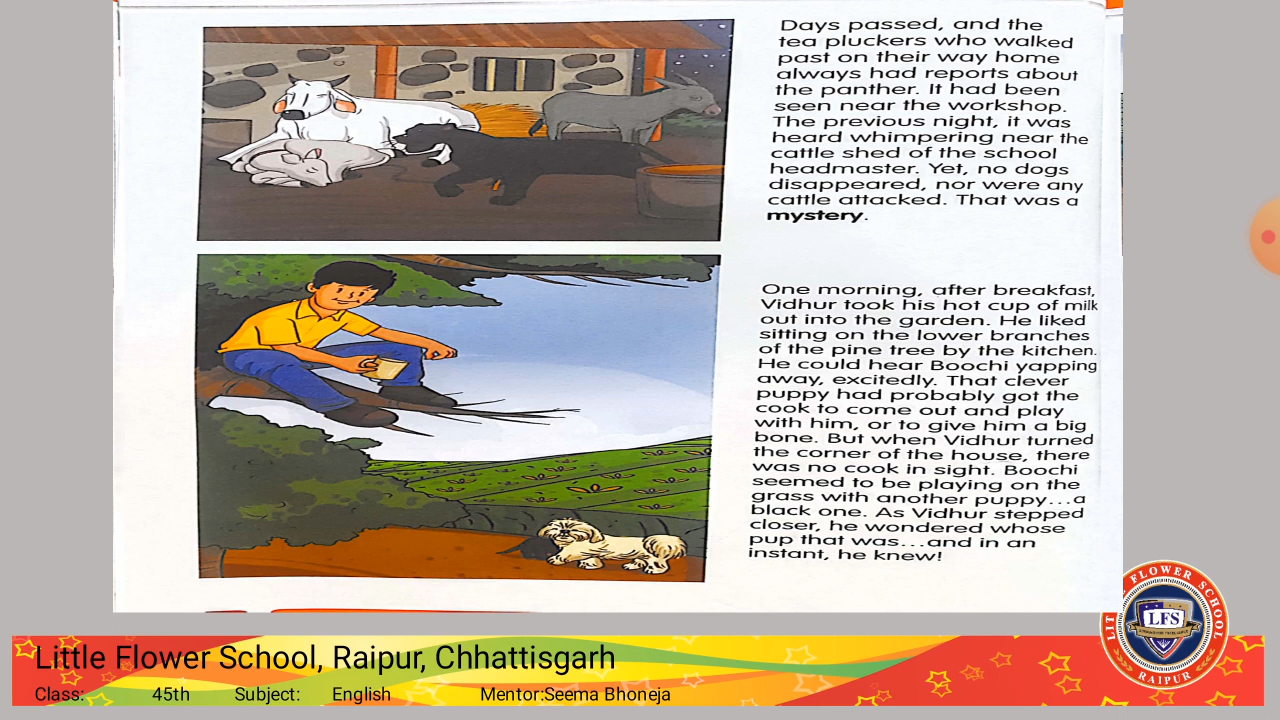 Days passed, and the
tea pluckers who walked
past on their way home
always had reports about
the panther. It had been
seen near the workshop.
The previous night, it was
heard whimpering near the
cattle shed of the school
headmaster. Yet, no dogs
disappeared, nor were any
cattle attacked. That was a
mystery.
One morning, after breakfast,
Vidhur took his hot cup of milk
out into the garden. He liked
sitting on the lower branches
of the pine tree by the kitchen.
He could hear Boochi yapping
away, excitedly. That clever
puppy had probably got the
cook to come out and play
with him, or to give him a big
bone. But when Vidhur turned
the corner of the house, there
was no cook in sight. Boochi
seemed to be playing on the
grass with another puppy...a
black one. As Vidhur stepped
closer, he wondered whose
pup that was...and in an
instant, he knew!
LIT FLOWER SCHOOL
LFS
RAIPUR
Little Flower School, Raipur, Chhattisgarh
Class: 45th Subject: English Mentor:Seema Bhoneja